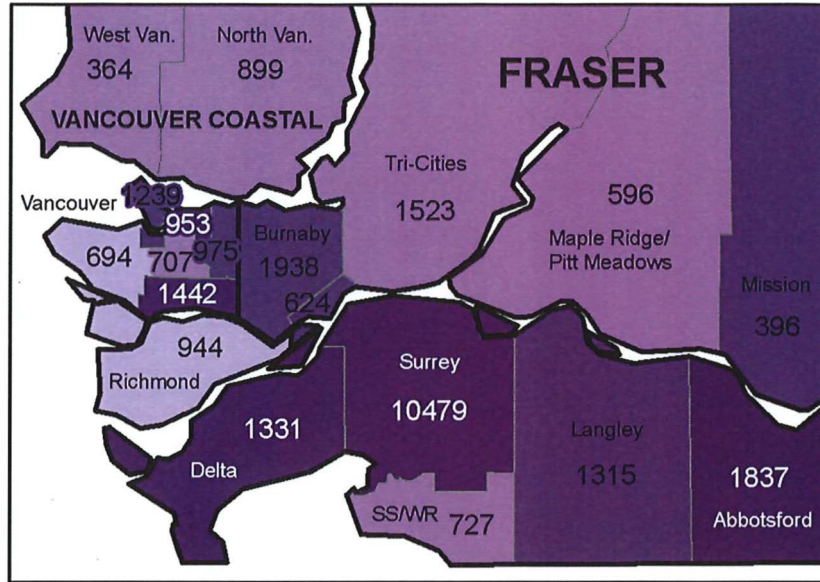 West Van.
364
North Van.
899
FRASER
VANCOUVER COASTAL
Tri-Cities
1523
596
Maple Ridge/
Pitt Meadows
Vancouver
1239
953
694
707
975
Burnaby
1938
1442
624
Mission
396
944
Richmond
Surrey
10479
1331
Delta
Langley
1315
1837
Abbotsford
SS/WR 727